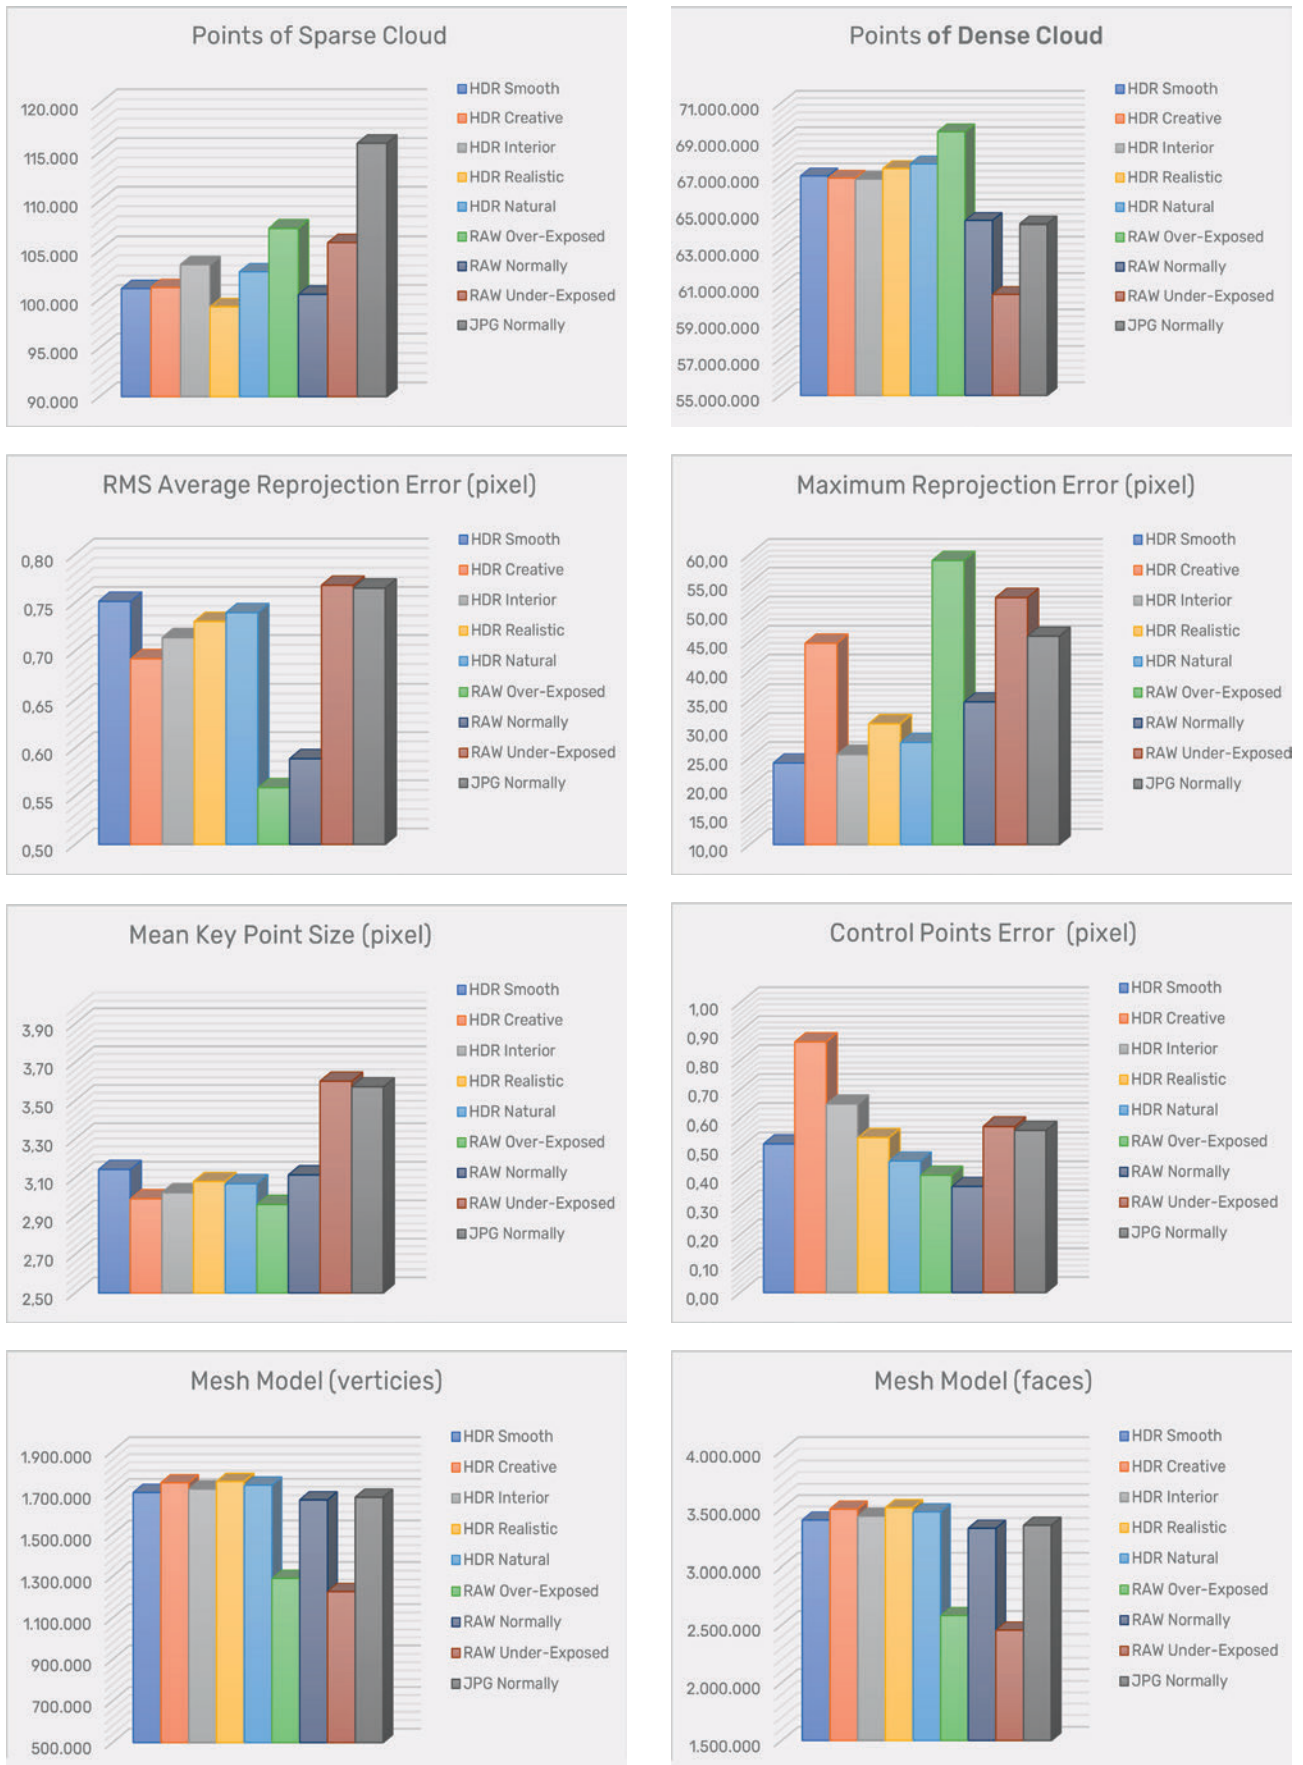 Points of Sparse Cloud
120.000
115.000
110.000
105.000
100.000
95.000
90.000
HDR Smooth
HDR Creative
HDR Interior
HDR Realistic
HDR Natural
RAW Over-Exposed
RAW Normally
RAW Under-Exposed
JPG Normally
Points of Dense Cloud
71.000.000
69.000.000
67.000.000
65.000.000
63.000.000
61.000.000
59.000.000
57.000.000
55.000.000
HDR Smooth
HDR Creative
HDR Interior
HDR Realistic
HDR Natural
RAW Over-Exposed
RAW Normally
RAW Under-Exposed
JPG Normally
RMS Average Reprojection Error (pixel)
0,80
0,75
0,70
0,65
0,60
0,55
0,50
HDR Smooth
HDR Creative
HDR Interior
HDR Realistic
HDR Natural
RAW Over-Exposed
RAW Normally
RAW Under-Exposed
JPG Normally
Maximum Reprojection Error (pixel)
60,00
55,00
50,00
45,00
40,00
35,00
30,00
25,00
20,00
15,00
10,00
HDR Smooth
HDR Creative
HDR Interior
HDR Realistic
HDR Natural
RAW Over-Exposed
RAW Normally
RAW Under-Exposed
JPG Normally
Mean Key Point Size (pixel)
3,90
3,70
3,50
3,30
3,10
2,90
2,70
2,50
HDR Smooth
HDR Creative
HDR Interior
HDR Realistic
HDR Natural
RAW Over-Exposed
RAW Normally
RAW Under-Exposed
JPG Normally
Control Points Error (pixel)
1,00
0,90
0,80
0,70
0,60
0,50
0,40
0,30
0,20
0,10
0,00
HDR Smooth
HDR Creative
HDR Interior
HDR Realistic
HDR Natural
RAW Over-Exposed
RAW Normally
RAW Under-Exposed
JPG Normally
Mesh Model (verticies)
1.900.000
1.700.000
1.500.000
1.300.000
1.100.000
900.000
700.000
500.000
HDR Smooth
HDR Creative
HDR Interior
HDR Realistic
HDR Natural
RAW Over-Exposed
RAW Normally
RAW Under-Exposed
JPG Normally
Mesh Model (faces)
4.000.000
3.500.000
3.000.000
2.500.000
2.000.000
1.500.000
HDR Smooth
HDR Creative
HDR Interior
HDR Realistic
HDR Natural
RAW Over-Exposed
RAW Normally
RAW Under-Exposed
JPG Normally